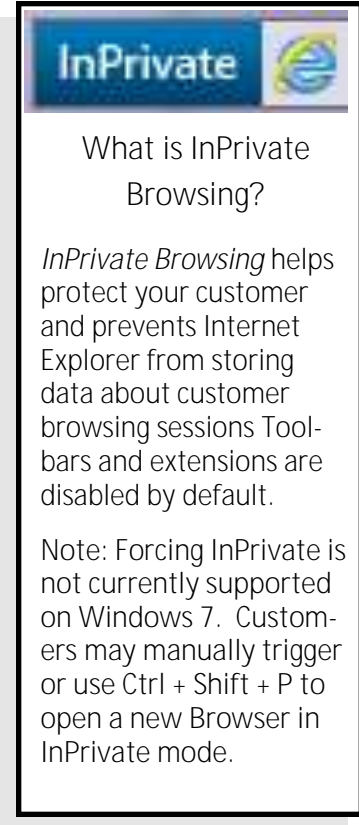 InPrivate
What is InPrivate
Browsing?
InPrivate Browsing helps
protect your customer
and prevents Internet
Explorer from storing
data about customer
browsing sessions Tool-
bars and extensions are
disabled by default.
Note: Forcing InPrivate is
not currently supported
on Windows 7.  Custom-
ers may manually trigger
or use Ctrl + Shift + P to
open a new Browser in
InPrivate mode.